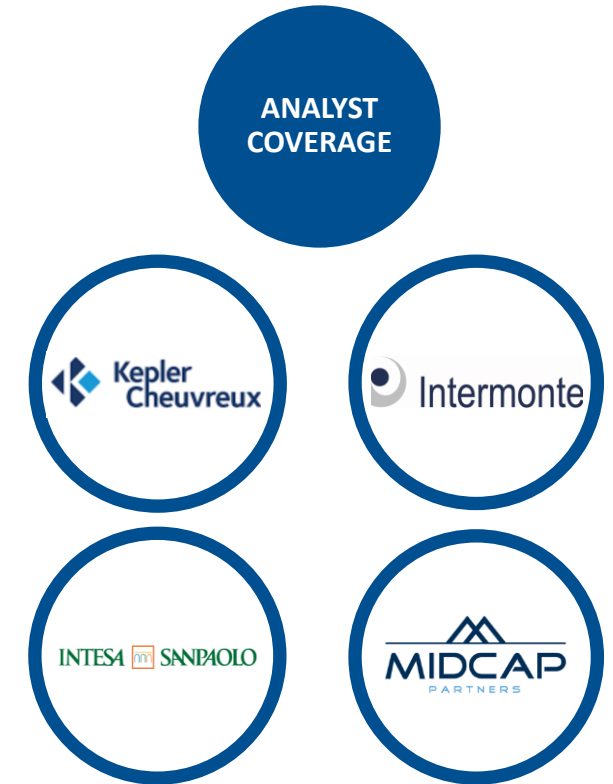 ANALYST
COVERAGE
Kepler
Cheuvreux
Intermonte
INTESA SANPAOLO
MIDCAP
PARTNERS